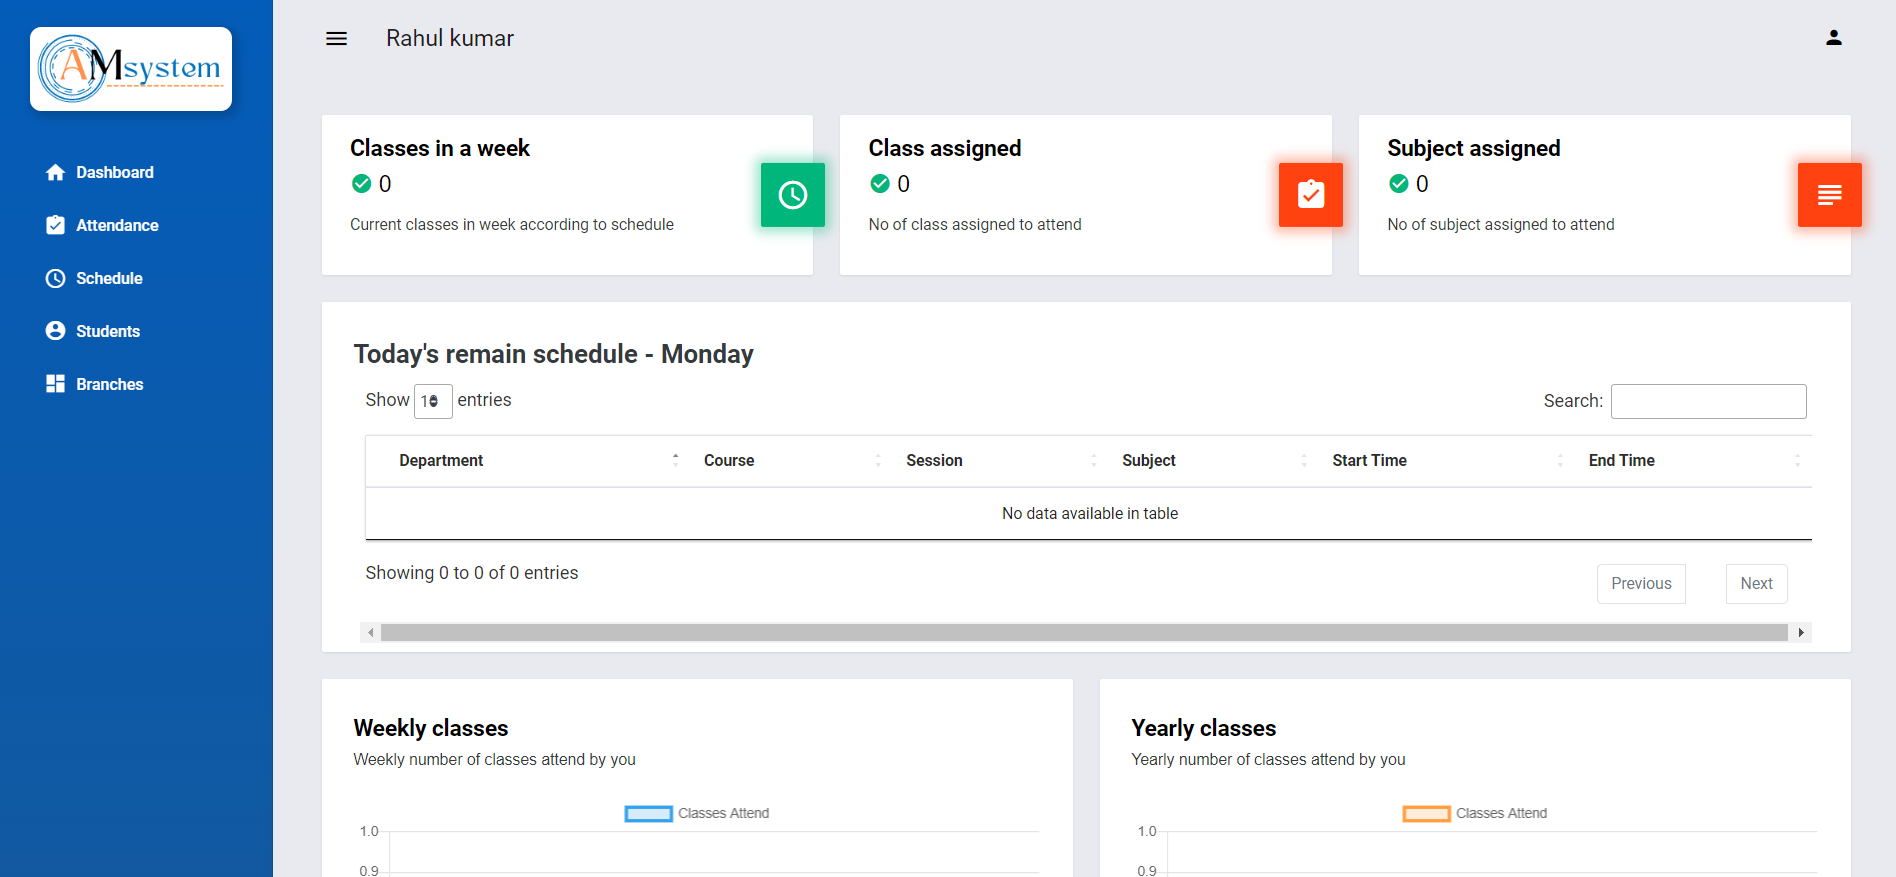 AMsystem
Rahul kumar
Dashboard
Attendance
Schedule
Students
Branches
Classes in a week
0
Current classes in week according to schedule
Class assigned
0
No of class assigned to attend
Subject assigned
0
No of subject assigned to attend
Today's remain schedule - Monday
Show 10 entries
Search:
Department Course Session Subject Start Time End Time
No data available in table
Showing 0 to 0 of 0 entries
Previous Next
Weekly classes
Weekly number of classes attend by you
Classes Attend
1.0
0.9
Yearly classes
Yearly number of classes attend by you
Classes Attend
1.0
0.9